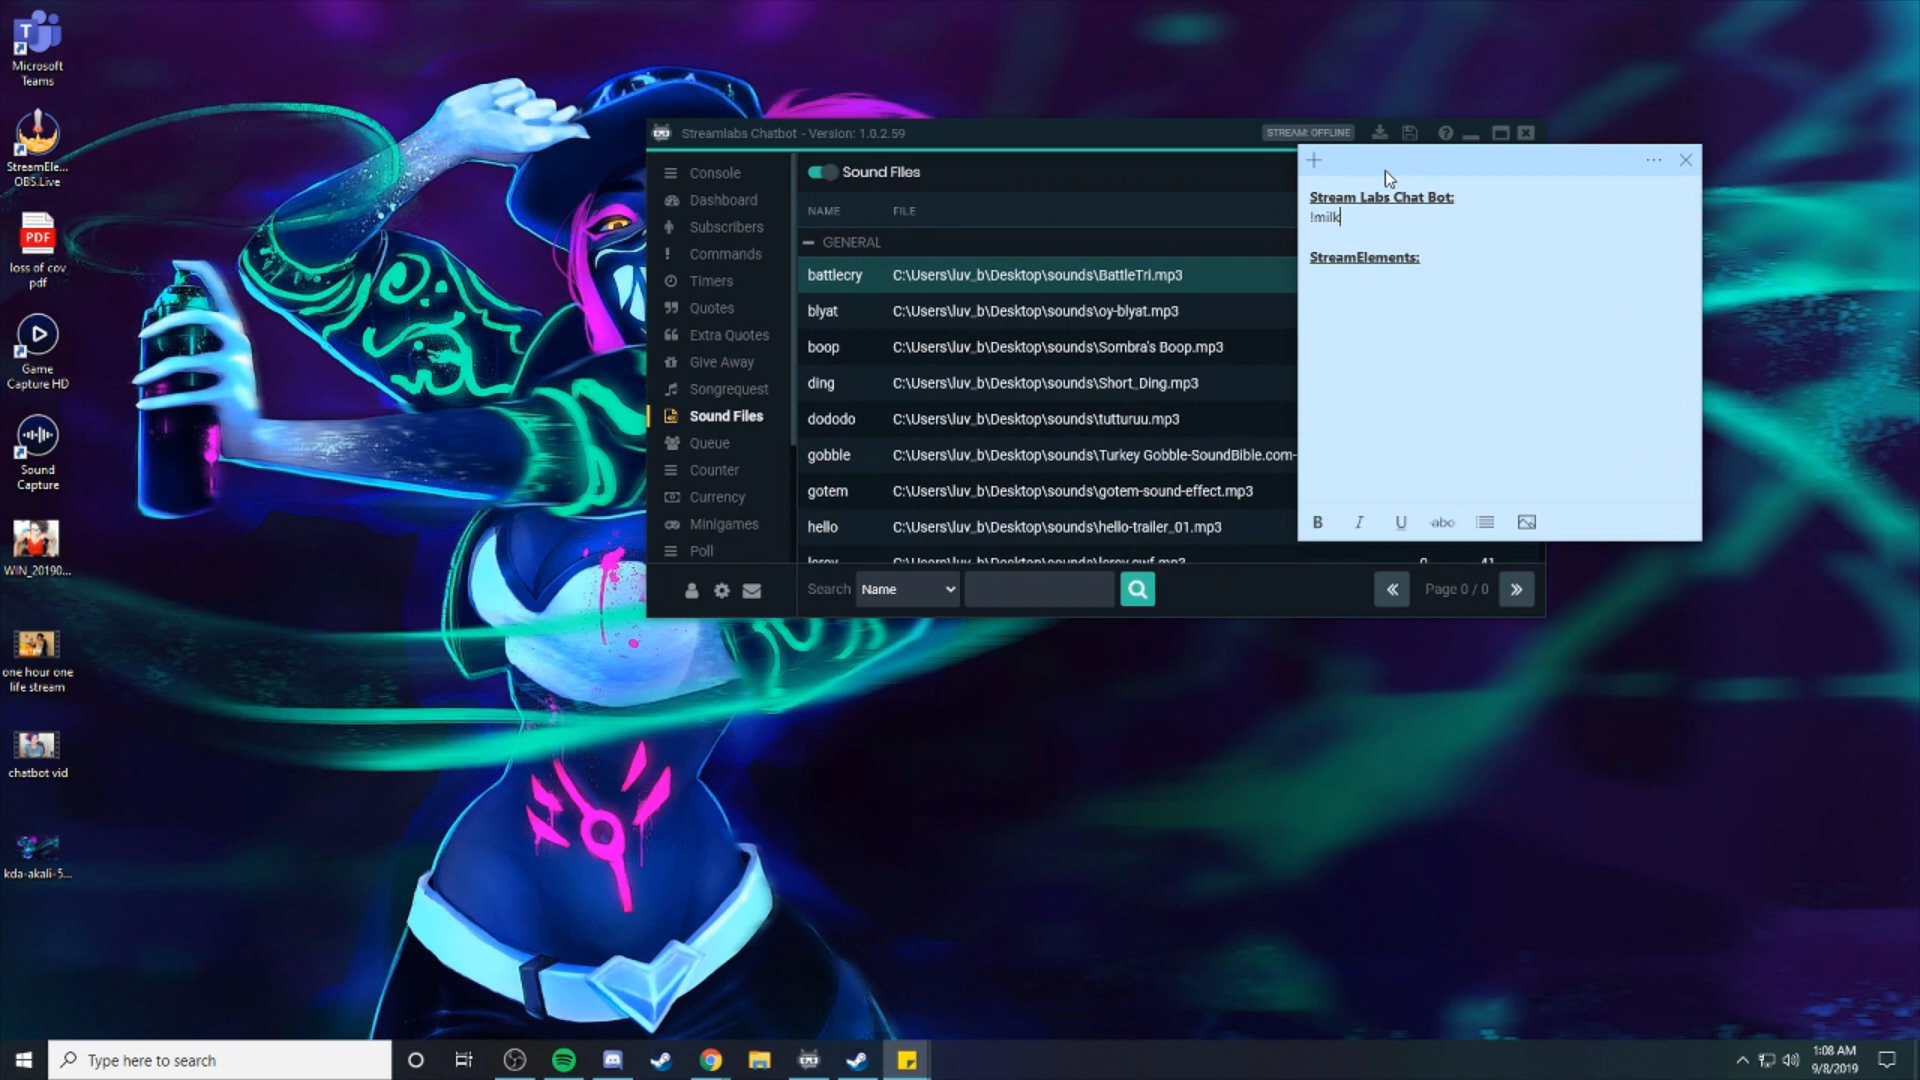 Microsoft
Teams
StreamEle...
OBS.Live
PDF
loss of cov
pdf
Game
Capture HD
Sound
Capture
WIN_20190...
one hour one
life stream
chatbot vid
kda-akali-5...
Streamlabs Chatbot - Version: 1.0.2.59
STREAM: OFFLINE
Console
Dashboard
Subscribers
Commands
Timers
Quotes
Extra Quotes
Give Away
Songrequest
Sound Files
Queue
Counter
Currency
Minigames
Poll
Sound Files
NAME FILE
GENERAL
battlecry C:\Users\luv_b\Desktop\sounds\BattleTri.mp3
blyat C:\Users\luv_b\Desktop\sounds\oy-blyat.mp3
boop C:\Users\luv_b\Desktop\sounds\Sombra's Boop.mp3
ding C:\Users\luv_b\Desktop\sounds\Short_Ding.mp3
dododo C:\Users\luv_b\Desktop\sounds\tutturuu.mp3
gobble C:\Users\luv_b\Desktop\sounds\Turkey Gobble-SoundBible.com-
gotem C:\Users\luv_b\Desktop\sounds\gotem-sound-effect.mp3
hello C:\Users\luv_b\Desktop\sounds\hello-trailer_01.mp3
Search Name
Page 0 / 0
Stream Labs Chat Bot:
!milk
StreamElements:
B I U abc
Type here to search
1:08 AM
9/8/2019